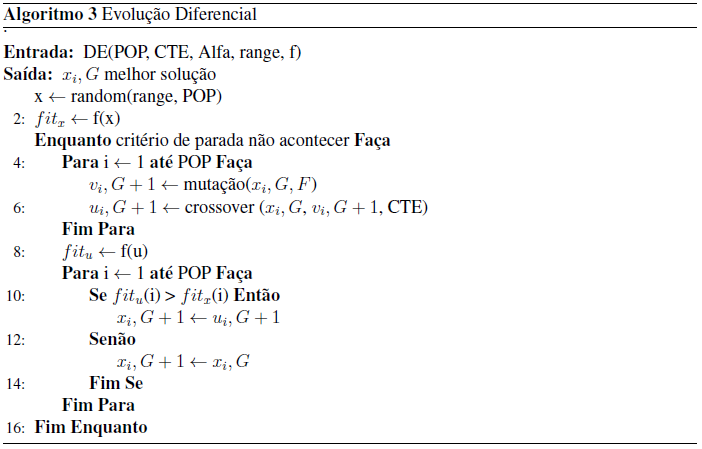 Algoritmo 3 Evolução Diferencial
.
Entrada: DE(POP, CTE, Alfa, range, f)
Saída: x_i, G melhor solução
x ← random(range, POP)
2: fit_x ← f(x)
Enquanto critério de parada não acontecer Faça
4: Para i ← 1 até POP Faça
v_i, G + 1 ← mutação(x_i, G, F)
6: u_i, G + 1 ← crossover (x_i, G, v_i, G + 1, CTE)
Fim Para
8: fit_u ← f(u)
Para i ← 1 até POP Faça
10: Se fit_u(i) > fit_x(i) Então
x_i, G + 1 ← u_i, G + 1
12: Senão
x_i, G + 1 ← x_i, G
14: Fim Se
Fim Para
16: Fim Enquanto